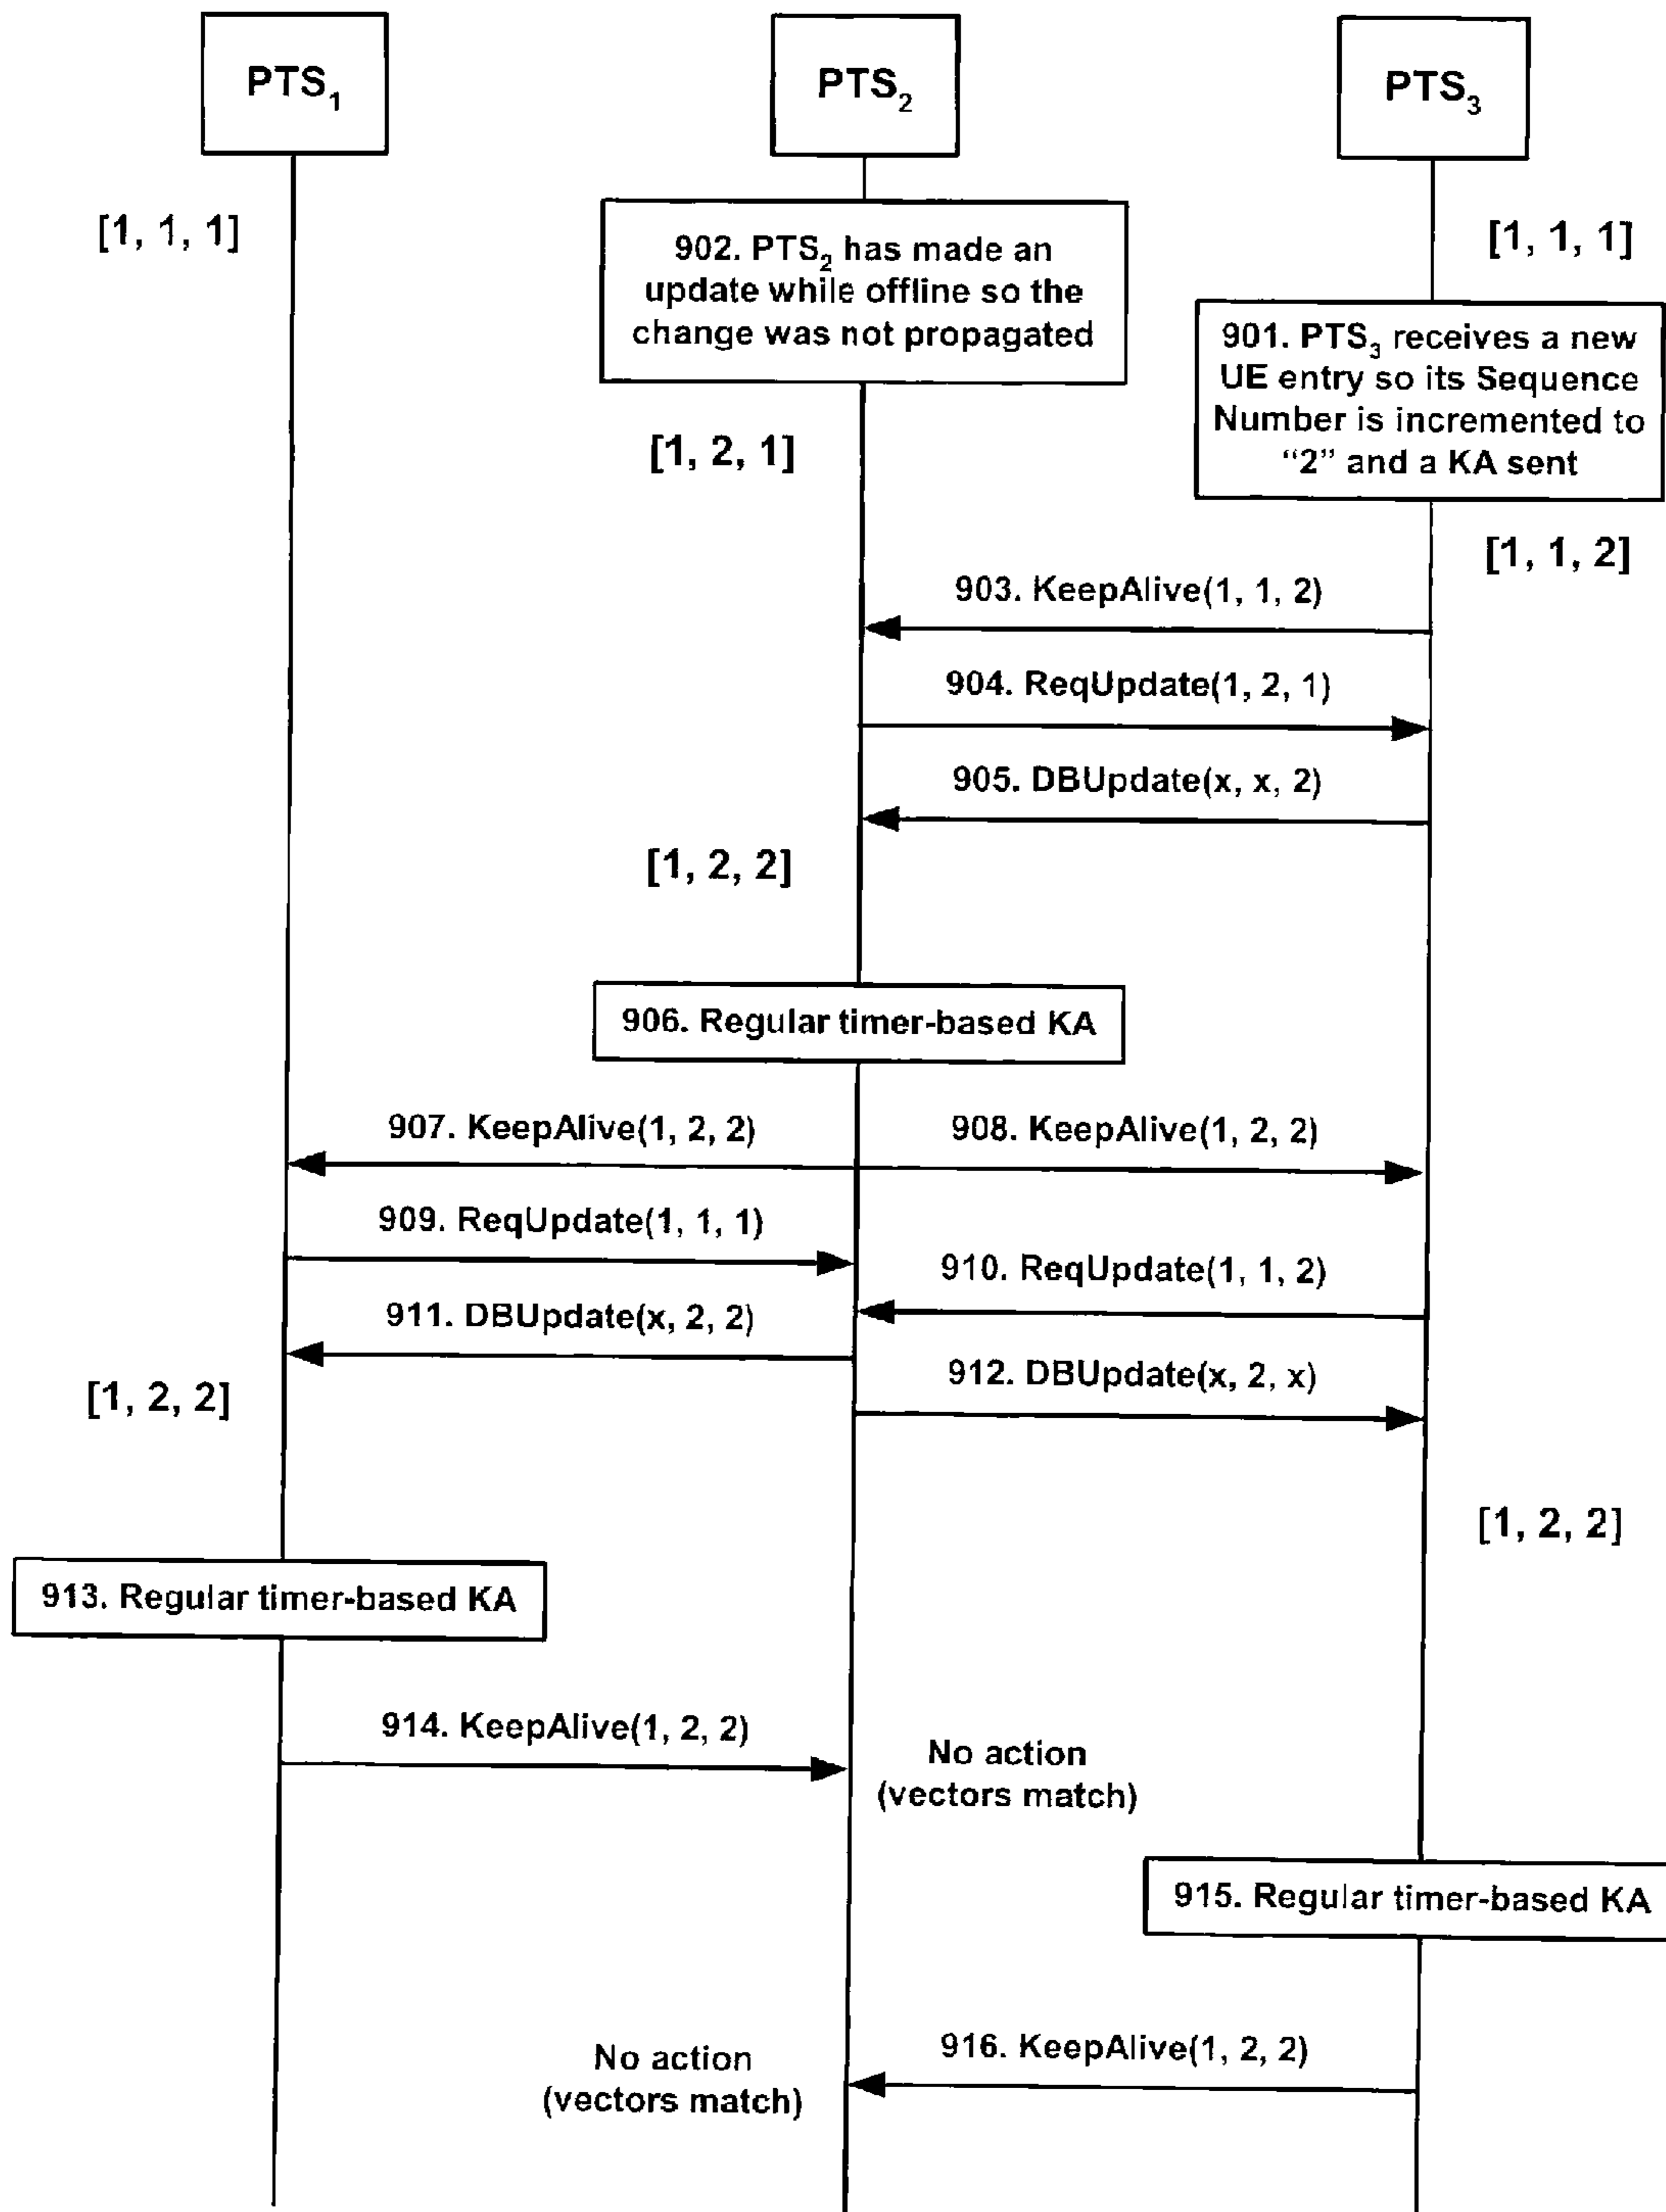 PTS₁
PTS₂
PTS₃
[1, 1, 1]
902. PTS₂ has made an
update while offline so the
change was not propagated
[1, 1, 1]
901. PTS₃ receives a new
UE entry so its Sequence
Number is incremented to
“2” and a KA sent
[1, 2, 1]
[1, 1, 2]
903. KeepAlive(1, 1, 2)
904. ReqUpdate(1, 2, 1)
905. DBUpdate(x, x, 2)
[1, 2, 2]
906. Regular timer-based KA
907. KeepAlive(1, 2, 2)
908. KeepAlive(1, 2, 2)
909. ReqUpdate(1, 1, 1)
910. ReqUpdate(1, 1, 2)
911. DBUpdate(x, 2, 2)
912. DBUpdate(x, 2, x)
[1, 2, 2]
[1, 2, 2]
913. Regular timer-based KA
914. KeepAlive(1, 2, 2)
No action
(vectors match)
915. Regular timer-based KA
916. KeepAlive(1, 2, 2)
No action
(vectors match)